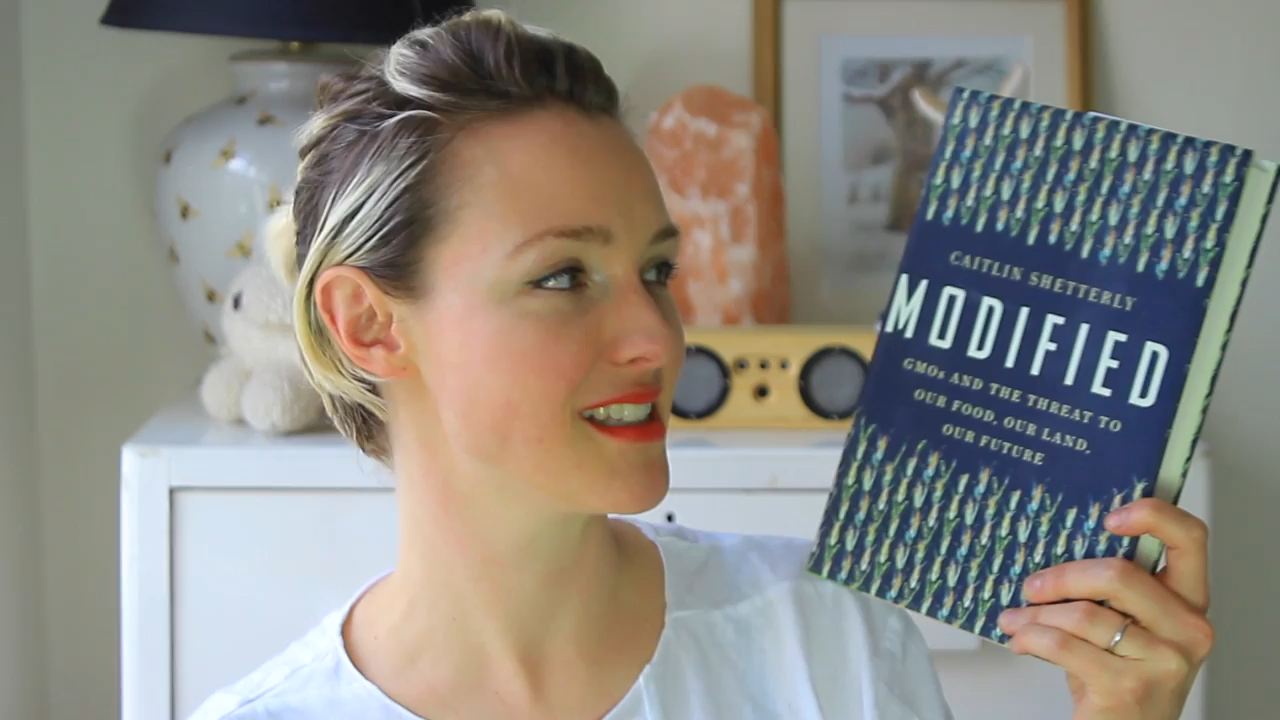 CAITLIN SHETTERLY
MODIFIED
GMOs AND THE THREAT TO
OUR FOOD, OUR LAND,
OUR FUTURE